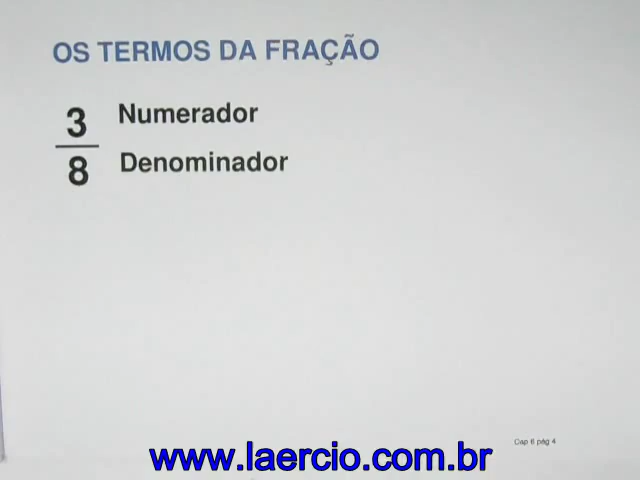 OS TERMOS DA FRAÇÃO
3 Numerador
8 Denominador
Cap 6 pág 4
www.laercio.com.br